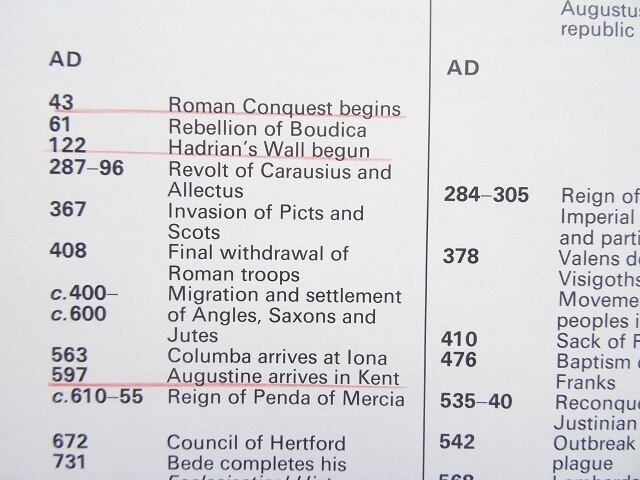 AD
43 Roman Conquest begins
61 Rebellion of Boudica
122 Hadrian's Wall begun
287–96 Revolt of Carausius and
Allectus
367 Invasion of Picts and
Scots
408 Final withdrawal of
Roman troops
c.400– Migration and settlement
c.600 of Angles, Saxons and
Jutes
563 Columba arrives at Iona
597 Augustine arrives in Kent
c.610–55 Reign of Penda of Mercia
672 Council of Hertford
731 Bede completes his
Augustus
republic
AD
284–305 Reign of
Imperial
and parti
378 Valens de
Visigoths
Moveme
peoples i
410 Sack of R
476 Baptism o
Franks
535–40 Reconque
Justinian
542 Outbreak
plague